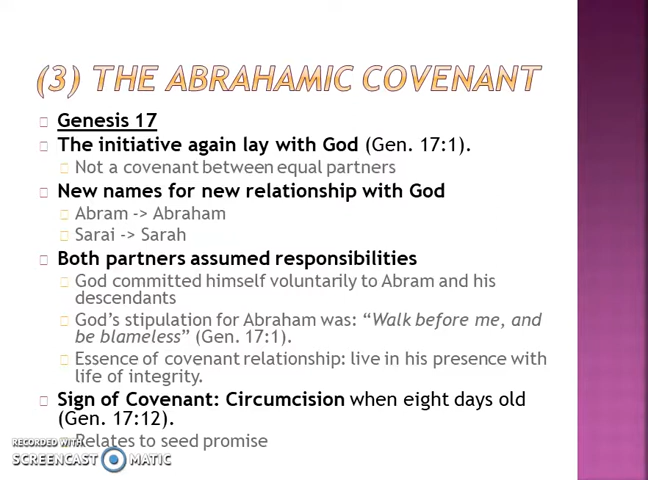 (3) THE ABRAHAMIC COVENANT
Genesis 17
The initiative again lay with God (Gen. 17:1).
Not a covenant between equal partners
New names for new relationship with God
Abram -> Abraham
Sarai -> Sarah
Both partners assumed responsibilities
God committed himself voluntarily to Abram and his
descendants
God's stipulation for Abraham was: “Walk before me, and
be blameless” (Gen. 17:1).
Essence of covenant relationship: live in his presence with
life of integrity.
Sign of Covenant: Circumcision when eight days old
(Gen. 17:12).
Relates to seed promise
RECORDED WITH
SCREENCAST MATIC